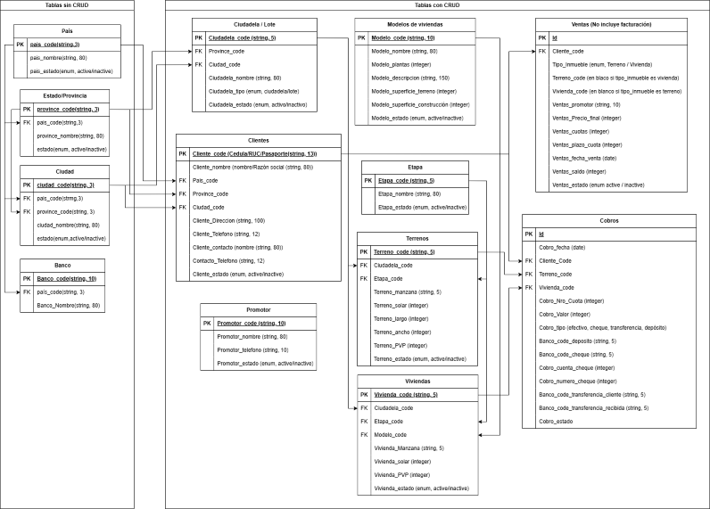 Tablas sin CRUD
País
PK pais_code(string,3)
pais_nombre(string, 80)
pais_estado(enum, active/inactive)
Estado/Provincia
PK province_code(string, 3)
FK pais_code(string,3)
province_nombre(string, 80)
estado(enum, active/inactive)
Ciudad
PK ciudad_code(string, 3)
FK pais_code(string,3)
FK province_code(string, 3)
ciudad_nombre(string, 80)
estado(enum,active/inactive)
Banco
PK Banco_code(string, 10)
FK pais_code(string, 3)
Banco_Nombre(string, 80)
Tablas con CRUD
Ciudadela / Lote
PK Ciudadela_code(string, 5)
FK Province_code
FK Ciudad_code
Ciudadela_nombre (string, 80)
Ciudadela_tipo (enum, ciudadela/lote)
Ciudadela_estado (enum, active/inactive)
Clientes
PK Cliente_code (Cedula/RUC/Pasaporte(string, 13))
Cliente_nombre (nombre/Razón social (string, 80))
FK Pais_code
FK Province_code
FK Ciudad_code
Cliente_Direccion (string, 100)
Cliente_Telefono (string, 12)
Cliente_contacto (nombre (string, 80))
Contacto_Telefono (string, 12)
Cliente_estado (enum, active/inactive)
Promotor
PK Promotor_code (string, 10)
Promotor_nombre (string, 80)
Promotor_telefono (string, 10)
Promotor_estado (enum, active/inactive)
Modelos de viviendas
PK Modelo_code (string, 10)
Modelo_nombre (string, 80)
Modelo_plantas (integer)
Modelo_descripcion (string, 150)
Modelo_superficie_terreno (integer)
Modelo_superficie_construcción (integer)
Modelo_estado (enum, active/inactive)
Etapa
PK Etapa_code (string, 5)
Etapa_nombre (string, 80)
Etapa_estado (enum, active/inactive)
Terrenos
PK Terreno_code (string, 5)
FK Ciudadela_code
FK Etapa_code
Terreno_manzana (string, 5)
Terreno_solar (integer)
Terreno_largo (integer)
Terreno_ancho (integer)
Terreno_PVP (integer)
Terreno_estado (enum, active/inactive)
Viviendas
PK Vivienda_code (string, 5)
FK Ciudadela_code
FK Etapa_code
FK Modelo_code
Vivienda_Manzana (string, 5)
Vivienda_solar (integer)
Vivienda_PVP (integer)
Vivienda_estado (enum, active/inactive)
Ventas (No incluye facturación)
PK Id
FK Cliente_code
Tipo_Inmueble (enum, Terreno / Vivienda)
Terreno_code (en blaco si tipo_inmueble es vivienda)
Vivienda_code (en blanco si tipo_inmueble es terreno)
Ventas_promotor (string, 10)
Ventas_Precio_final (integer)
Ventas_cuotas (integer)
Ventas_plazo_cuota (integer)
Ventas_fecha_venta (date)
Ventas_saldo (integer)
Ventas_estado (enum active / inactive)
Cobros
PK Id
Cobro_fecha (date)
FK Cliente_Code
FK Terreno_code
FK Vivienda_code
Cobro_Nro_Cuota (integer)
Cobro_Valor (integer)
Cobro_tipo (efectivo, cheque, transferencia, depósito)
Banco_code_deposito (string, 5)
Banco_code_cheque (string, 5)
Cobro_cuenta_cheque (integer)
Cobro_numero_cheque (integer)
Banco_code_transferencia_cliente (string, 5)
Banco_code_transferencia_recibida (string, 5)
Cobro_estado